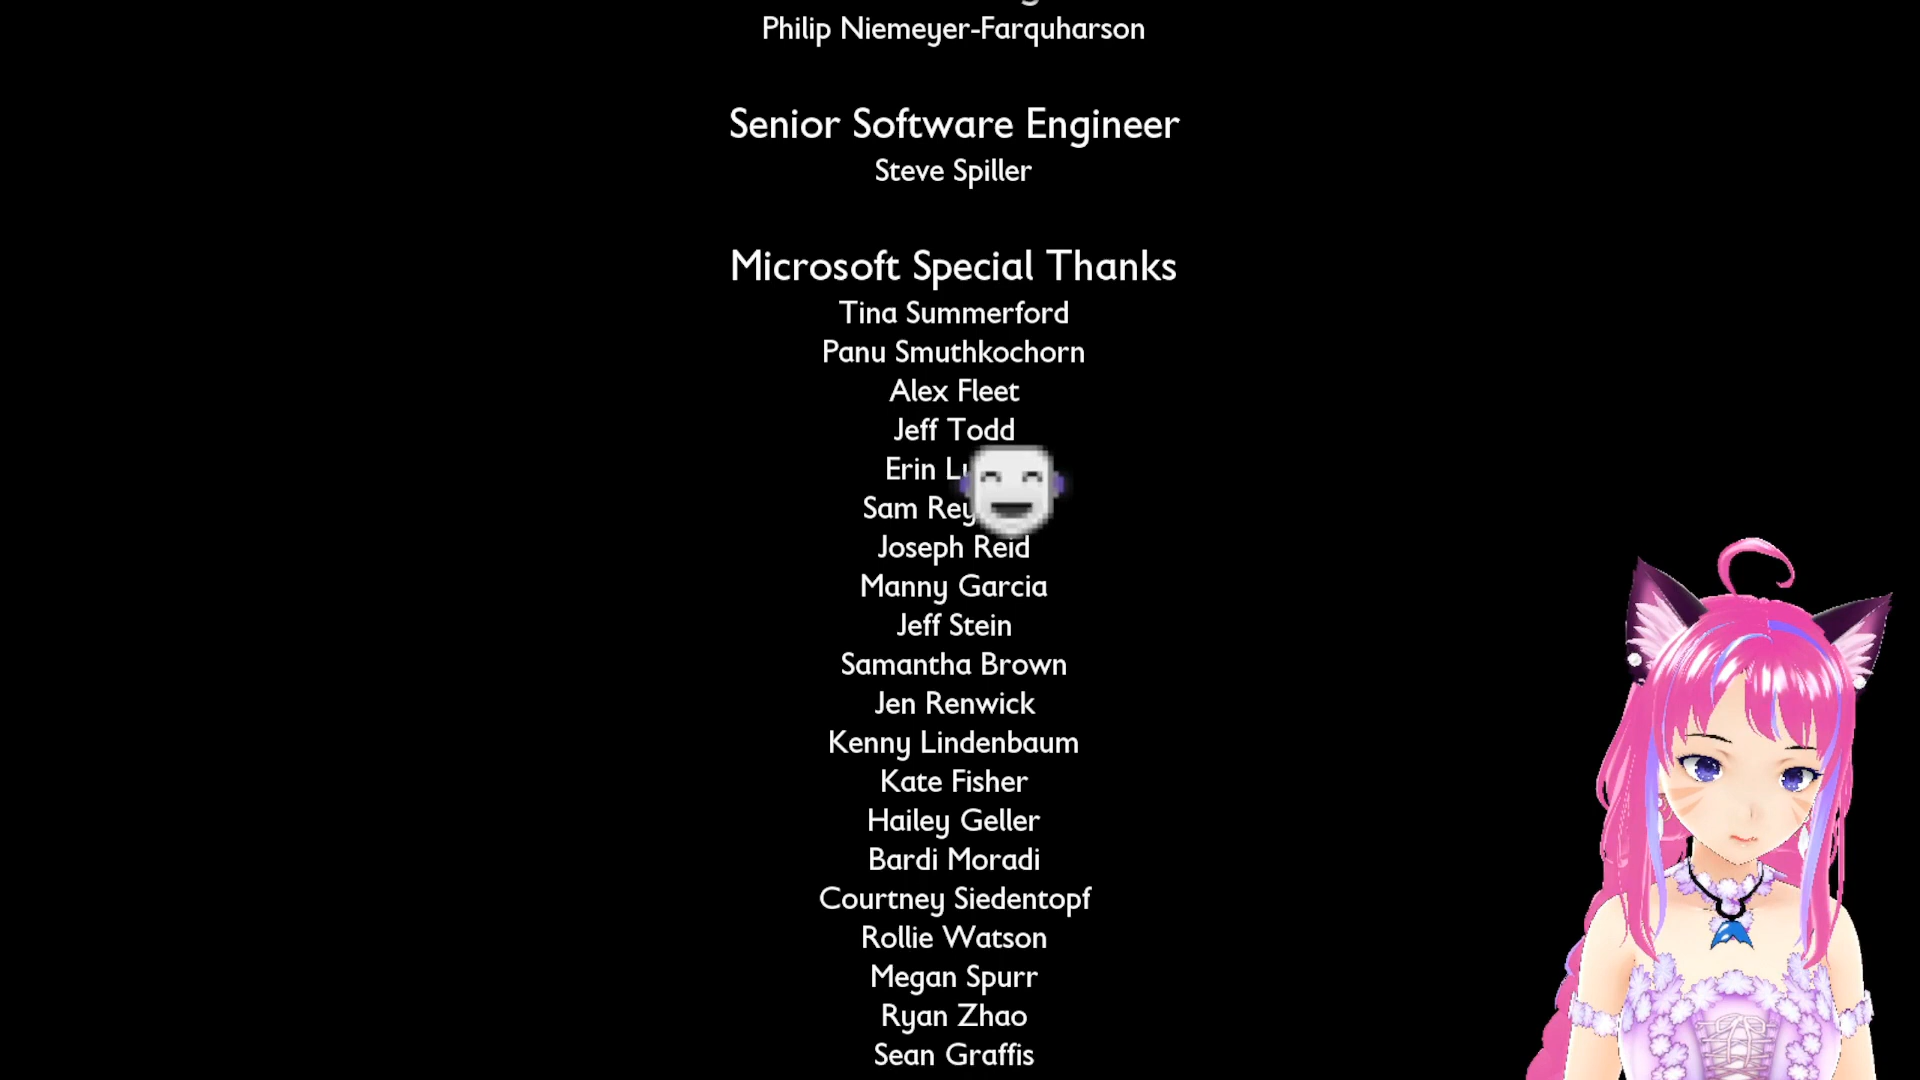 Philip Niemeyer-Farquharson
Senior Software Engineer
Steve Spiller
Microsoft Special Thanks
Tina Summerford
Panu Smuthkochorn
Alex Fleet
Jeff Todd
Erin
Sam
Joseph Reid
Manny Garcia
Jeff Stein
Samantha Brown
Jen Renwick
Kenny Lindenbaum
Kate Fisher
Hailey Geller
Bardi Moradi
Courtney Siedentopf
Rollie Watson
Megan Spurr
Ryan Zhao
Sean Graffis